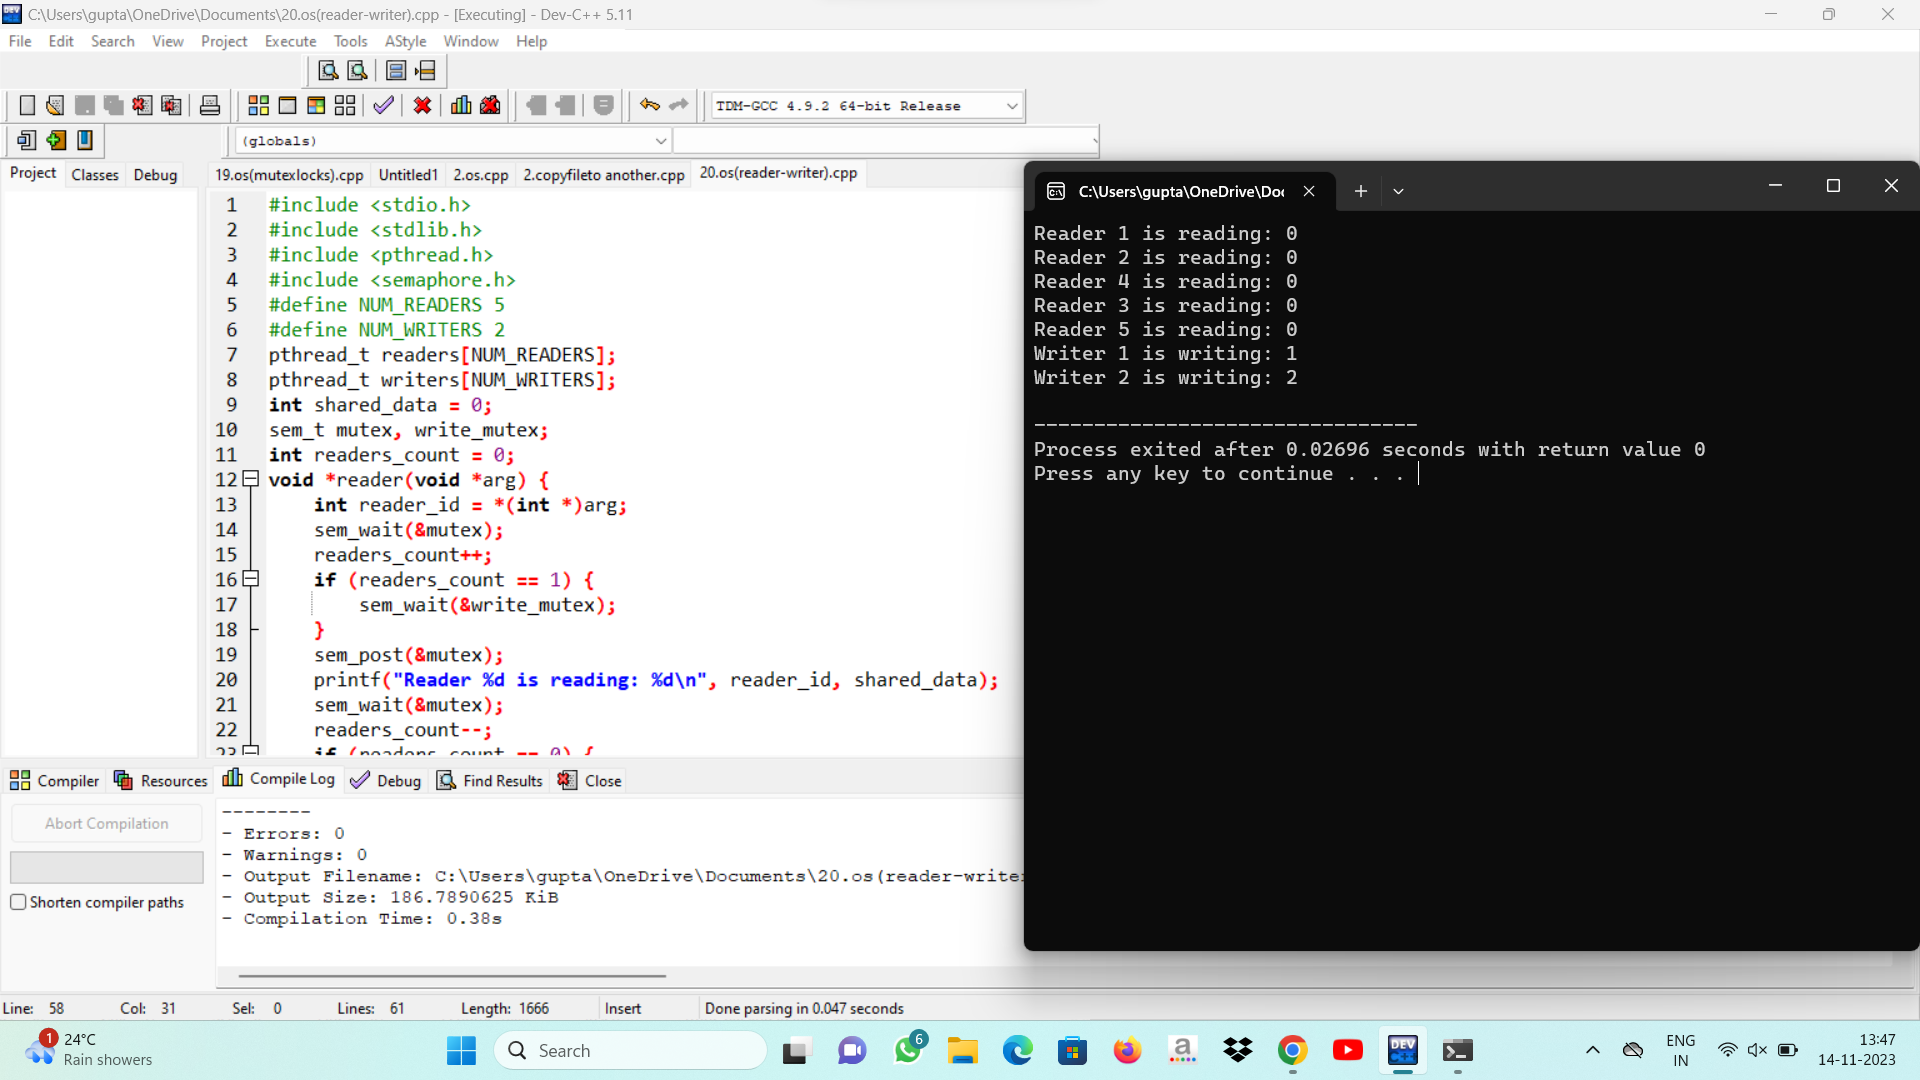 C:\Users\gupta\OneDrive\Documents\20.os(reader-writer).cpp - [Executing] - Dev-C++ 5.11
File Edit Search View Project Execute Tools AStyle Window Help
TDM-GCC 4.9.2 64-bit Release
(globals)
Project Classes Debug
19.os(mutexlocks).cpp Untitled1 2.os.cpp 2.copyfileto another.cpp 20.os(reader-writer).cpp
1 #include <stdio.h>
2 #include <stdlib.h>
3 #include <pthread.h>
4 #include <semaphore.h>
5 #define NUM_READERS 5
6 #define NUM_WRITERS 2
7 pthread_t readers[NUM_READERS];
8 pthread_t writers[NUM_WRITERS];
9 int shared_data = 0;
10 sem_t mutex, write_mutex;
11 int readers_count = 0;
12 void *reader(void *arg) {
13 int reader_id = *(int *)arg;
14 sem_wait(&mutex);
15 readers_count++;
16 if (readers_count == 1) {
17 sem_wait(&write_mutex);
18 }
19 sem_post(&mutex);
20 printf("Reader %d is reading: %d\n", reader_id, shared_data);
21 sem_wait(&mutex);
22 readers_count--;
23 if (readers_count == 0) {
C:\Users\gupta\OneDrive\Doc
Reader 1 is reading: 0
Reader 2 is reading: 0
Reader 4 is reading: 0
Reader 3 is reading: 0
Reader 5 is reading: 0
Writer 1 is writing: 1
Writer 2 is writing: 2
--------------------------------
Process exited after 0.02696 seconds with return value 0
Press any key to continue . . .
Compiler Resources Compile Log Debug Find Results Close
Abort Compilation
Shorten compiler paths
--------
- Errors: 0
- Warnings: 0
- Output Filename: C:\Users\gupta\OneDrive\Documents\20.os(reader-writer
- Output Size: 186.7890625 KiB
- Compilation Time: 0.38s
Line: 58 Col: 31 Sel: 0 Lines: 61 Length: 1666 Insert Done parsing in 0.047 seconds
1
24°C
Rain showers
Search
6
a
DEV
C++
ENG
IN
13:47
14-11-2023